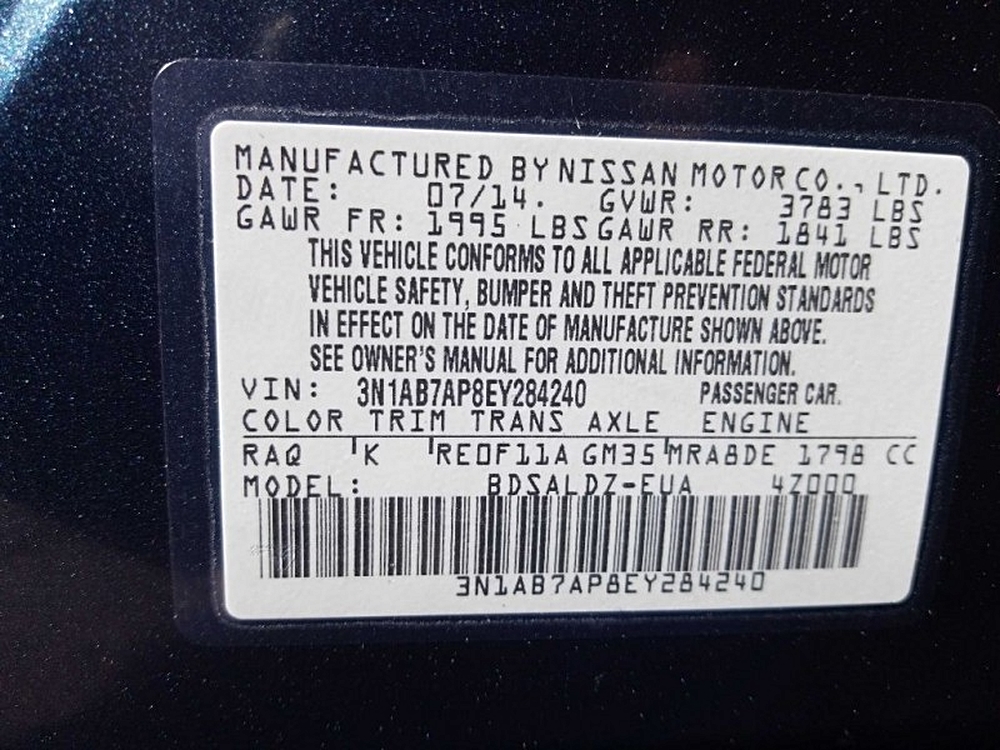 MANUFACTURED BY NISSAN MOTOR CO., LTD.
DATE: 07/14. GVWR: 3783 LBS
GAWR FR: 1995 LBS GAWR RR: 1841 LBS
THIS VEHICLE CONFORMS TO ALL APPLICABLE FEDERAL MOTOR
VEHICLE SAFETY, BUMPER AND THEFT PREVENTION STANDARDS
IN EFFECT ON THE DATE OF MANUFACTURE SHOWN ABOVE.
SEE OWNER'S MANUAL FOR ADDITIONAL INFORMATION.
VIN: 3N1AB7AP8EY284240 PASSENGER CAR.
COLOR TRIM TRANS AXLE ENGINE
RAQ K RE0F11A GM35 MRA8DE 1798 CC
MODEL: BDSALDZ-EUA 4Z000
3N1AB7AP8EY284240